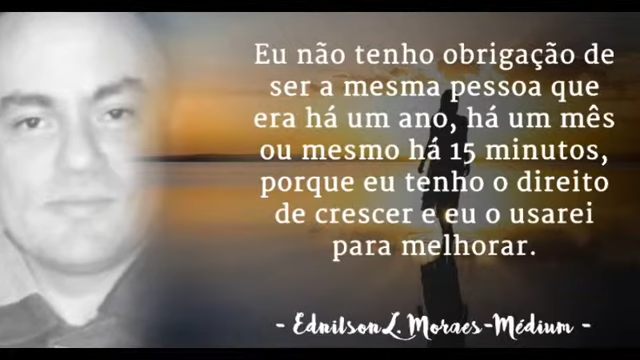 Eu não tenho obrigação de
ser a mesma pessoa que
era há um ano, há um mês
ou mesmo há 15 minutos,
porque eu tenho o direito
de crescer e eu o usarei
para melhorar.
- Ednilson L. Moraes-Médium -